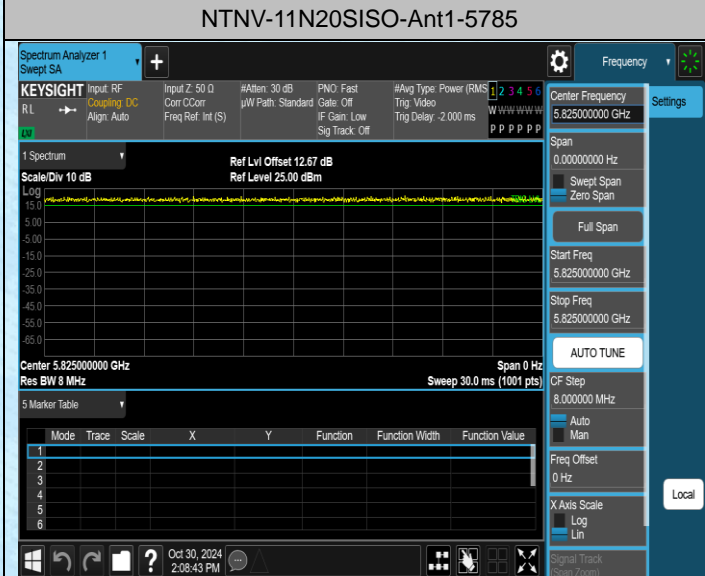 NTNV-11N20SISO-Ant1-5785
Spectrum Analyzer 1
Swept SA
Frequency
KEYSIGHT
RL
LXI
Input: RF
Coupling: DC
Align: Auto
Input Z: 50 Ω
Corr CCorr
Freq Ref: Int (S)
#Atten: 30 dB
µW Path: Standard
PNO: Fast
Gate: Off
IF Gain: Low
Sig Track: Off
#Avg Type: Power (RMS
Trig: Video
Trig Delay: -2.000 ms
1 2 3 4 5 6
W W W W W W
P P P P P P
Center Frequency
5.825000000 GHz
Settings
Span
0.00000000 Hz
Swept Span
Zero Span
Full Span
Start Freq
5.825000000 GHz
Stop Freq
5.825000000 GHz
AUTO TUNE
CF Step
8.000000 MHz
Auto
Man
Freq Offset
0 Hz
X Axis Scale
Log
Lin
Signal Track
(Span Zoom)
Local
1 Spectrum
Scale/Div 10 dB
Ref Lvl Offset 12.67 dB
Ref Level 25.00 dBm
Log
15.0
5.00
-5.00
-15.0
-25.0
-35.0
-45.0
-55.0
-65.0
Center 5.825000000 GHz
Span 0 Hz
Res BW 8 MHz
Sweep 30.0 ms (1001 pts)
5 Marker Table
Mode Trace Scale X Y Function Function Width Function Value
1
2
3
4
5
6
Oct 30, 2024
2:08:43 PM